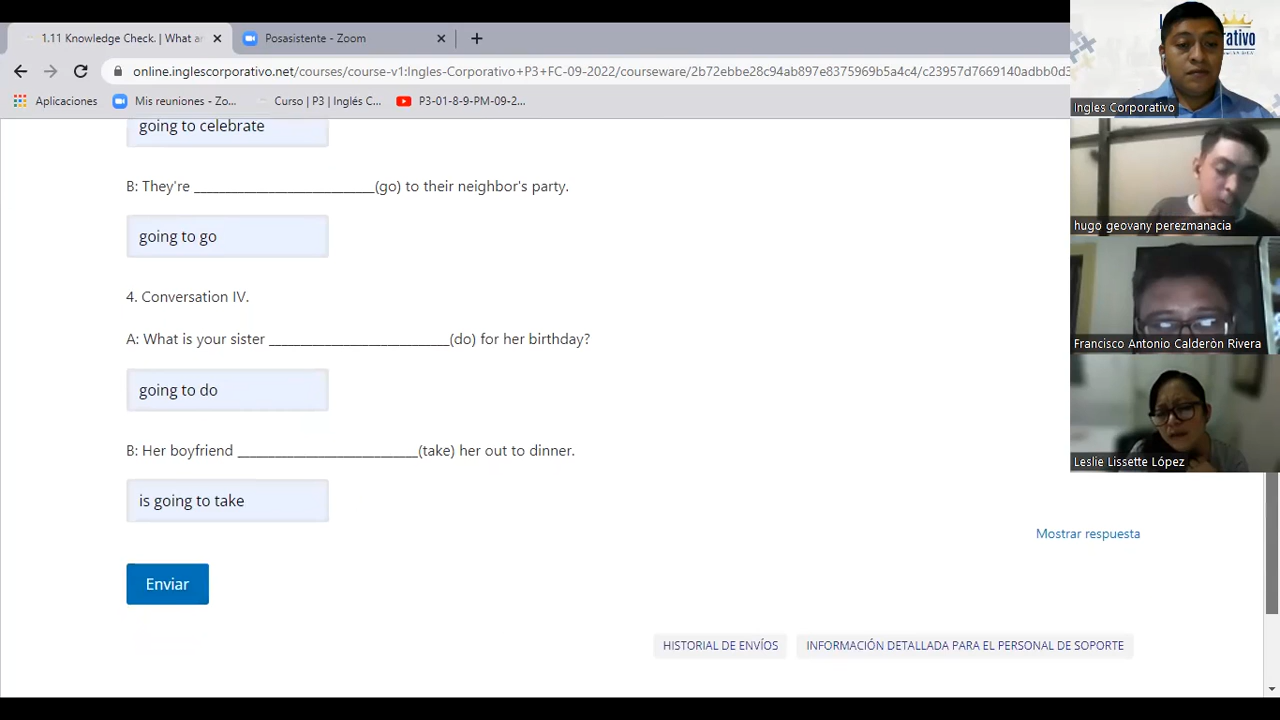 1.11 Knowledge Check. | What a
Posasistente - Zoom
online.inglescorporativo.net/courses/course-v1:Ingles-Corporativo+P3+FC-09-2022/courseware/2b72ebbe28c94ab897e8375969b5a4c4/c23957d7669140adbb0d3
Aplicaciones
Mis reuniones - Zo...
Curso | P3 | Inglés C...
P3-01-8-9-PM-09-2...
going to celebrate
B: They're ________________________(go) to their neighbor's party.
going to go
4. Conversation IV.
A: What is your sister ________________________(do) for her birthday?
going to do
B: Her boyfriend ________________________(take) her out to dinner.
is going to take
Mostrar respuesta
Enviar
HISTORIAL DE ENVÍOS
INFORMACIÓN DETALLADA PARA EL PERSONAL DE SOPORTE
Ingles Corporativo
hugo geovany perezmanacia
Francisco Antonio Calderòn Rivera
Leslie Lissette López